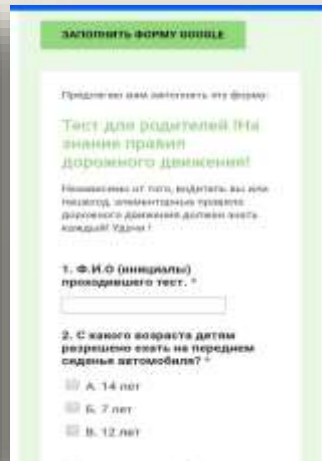 ЗАПОЛНИТЬ ФОРМУ GOOGLE
Предлагаю вам заполнить эту форму:
Тест для родителей !На
знание правил
дорожного движения!
Независимо от того, водитель вы или
пешеход, элементарные правила
дорожного движения должен знать
каждый! Удачи !
1. Ф.И.О (инициалы)
проходившего тест. *
2. С какого возраста детям
разрешено ехать на переднем
сиденье автомобиля? *
А. 14 лет
Б. 7 лет
В. 12 лет